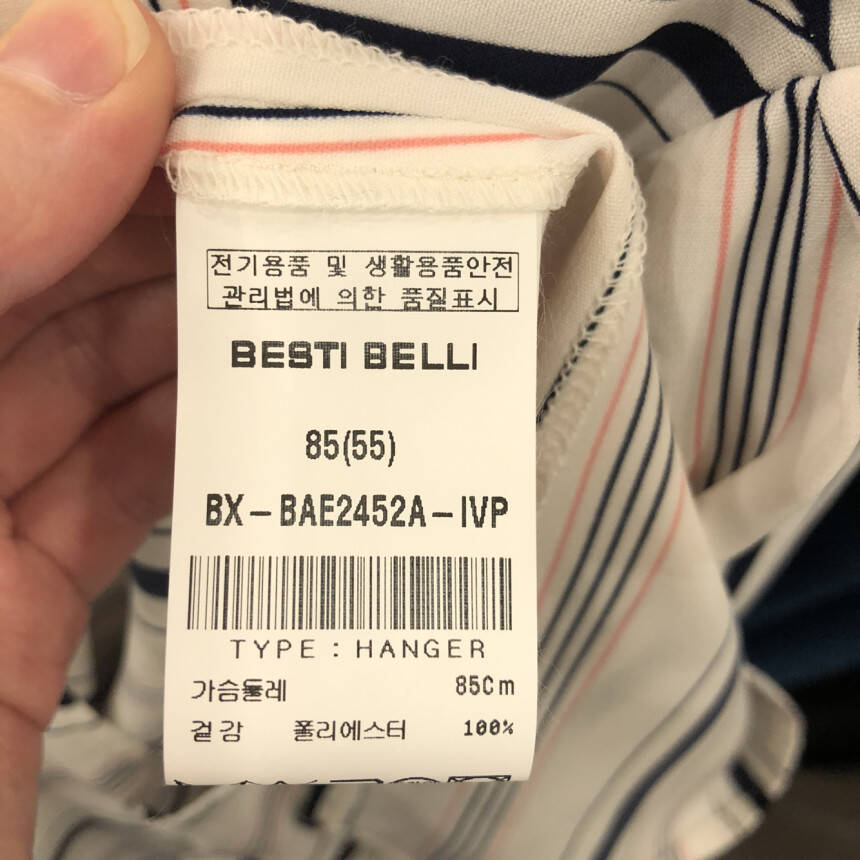 전기용품 및 생활용품안전
관리법에 의한 품질표시
BESTI BELLI
85(55)
BX-BAE2452A-IVP
TYPE : HANGER
가슴둘레 85Cm
겉감 폴리에스터 100%